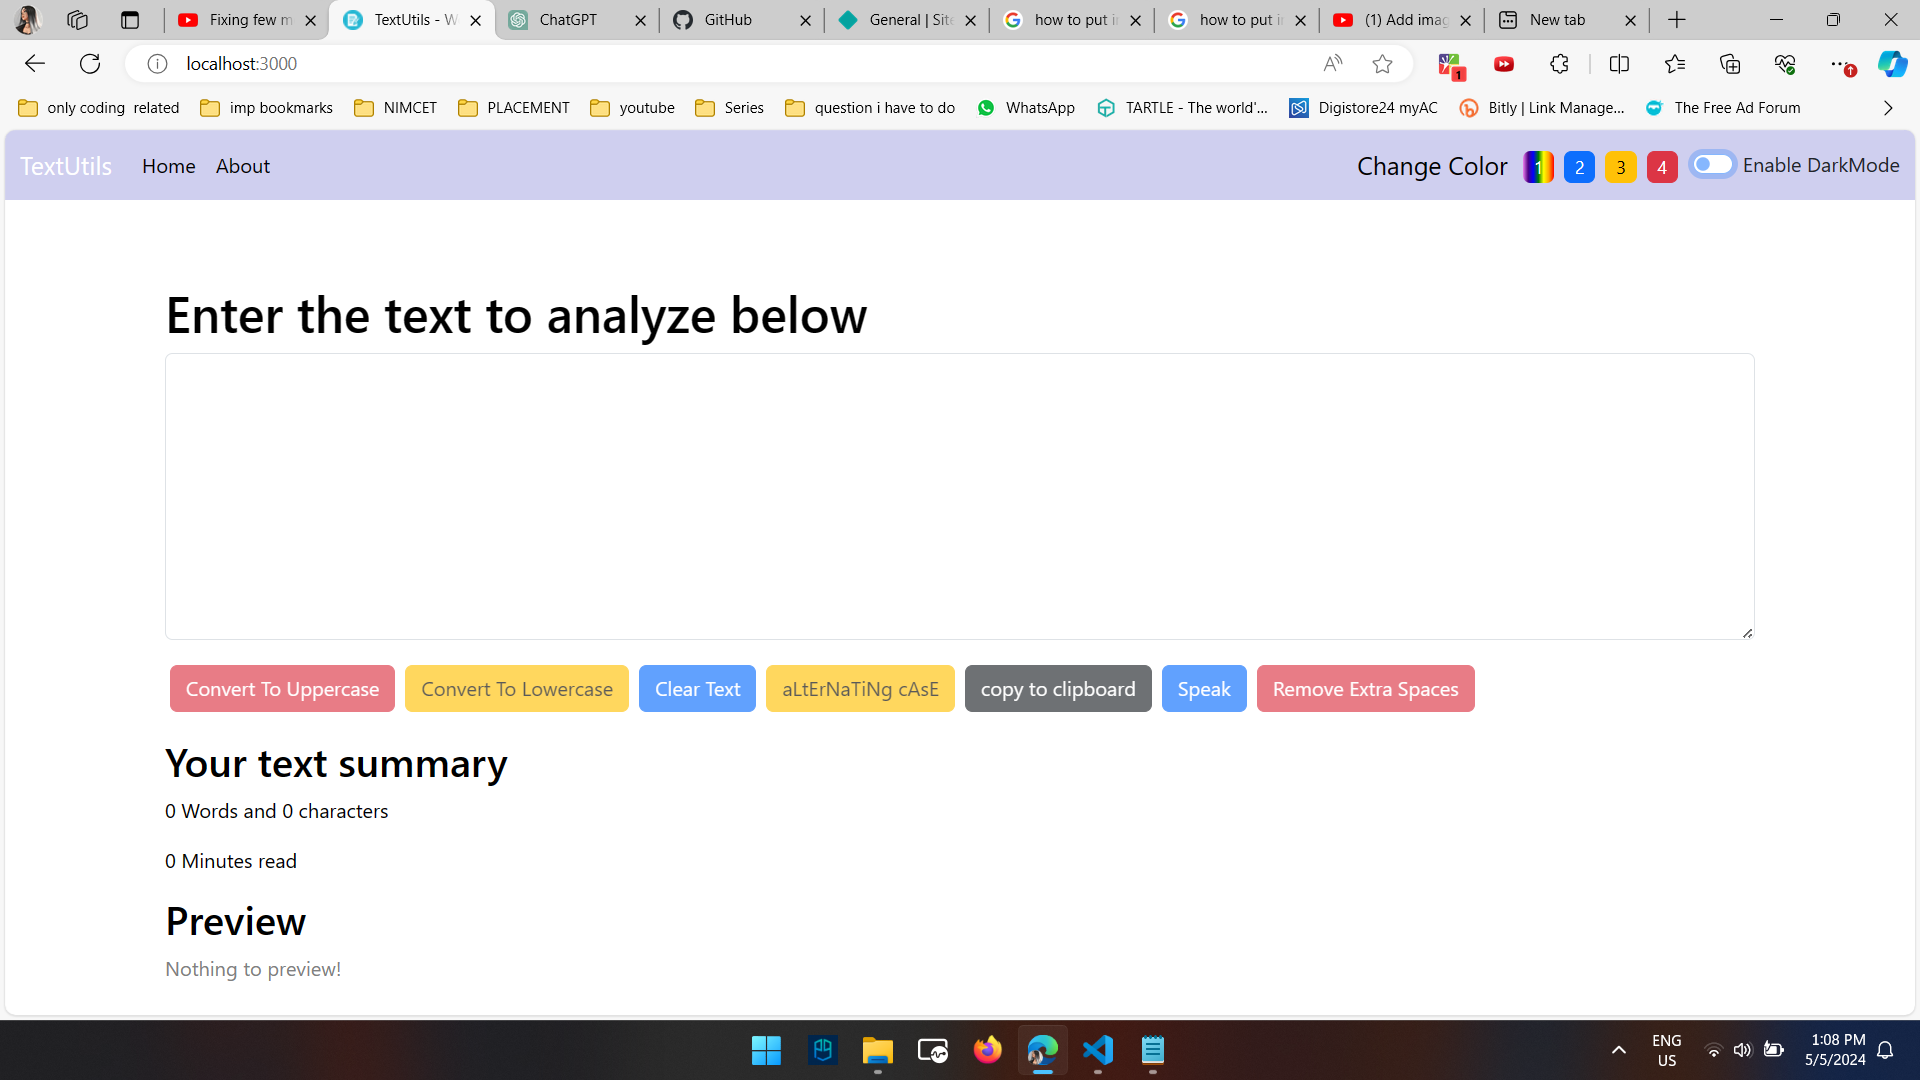 Fixing few m
TextUtils - W
ChatGPT
GitHub
General | Site
how to put i
how to put i
(1) Add imag
New tab
localhost:3000
1
only coding related
imp bookmarks
NIMCET
PLACEMENT
youtube
Series
question i have to do
WhatsApp
TARTLE - The world'...
Digistore24 myAC
Bitly | Link Manage...
The Free Ad Forum
TextUtils
Home
About
Change Color
1
2
3
4
Enable DarkMode
Enter the text to analyze below
Convert To Uppercase
Convert To Lowercase
Clear Text
aLtErNaTiNg cAsE
copy to clipboard
Speak
Remove Extra Spaces
Your text summary
0 Words and 0 characters
0 Minutes read
Preview
Nothing to preview!
ENG
US
1:08 PM
5/5/2024